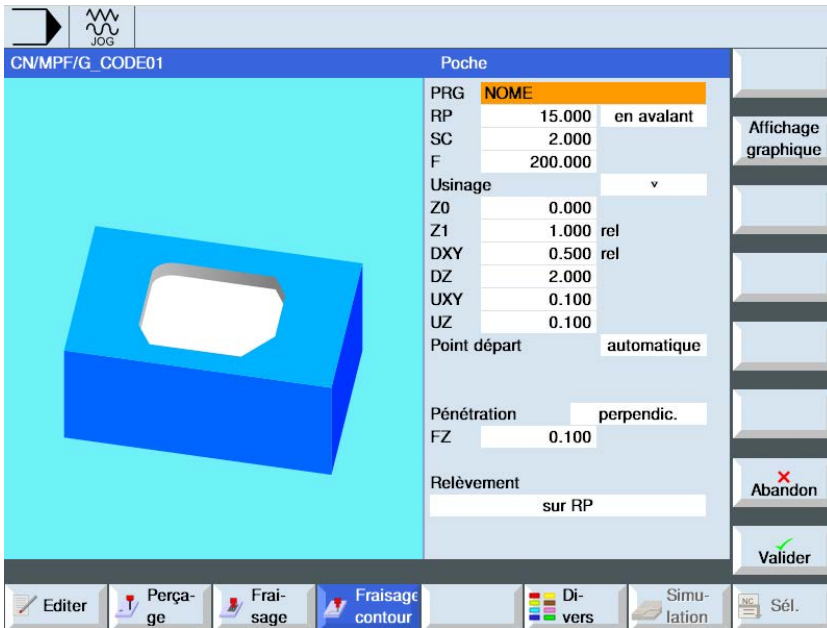 JOG
CN/MPF/G_CODE01 Poche
PRG NOME
RP 15.000 en avalant
SC 2.000
F 200.000
Usinage ▿
Z0 0.000
Z1 1.000 rel
DXY 0.500 rel
DZ 2.000
UXY 0.100
UZ 0.100
Point départ automatique
Pénétration perpendic.
FZ 0.100
Relèvement
sur RP
Affichage
graphique
Abandon
Valider
Editer
Perça-
ge
Frai-
sage
Fraisage
contour
Di-
vers
Simu-
lation
NC
Sél.